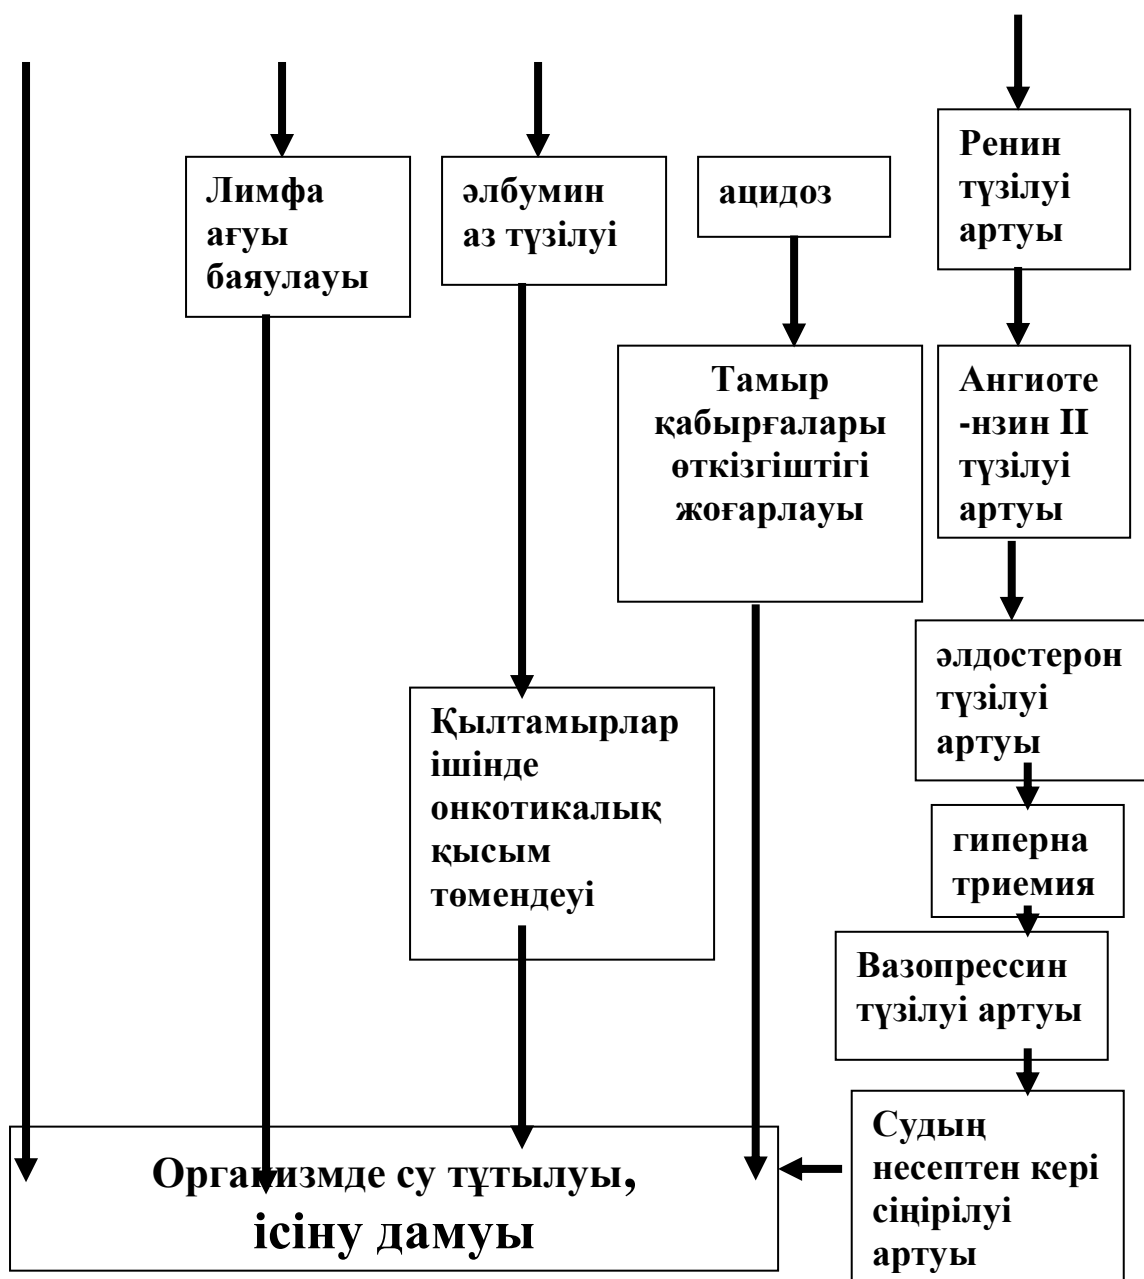 Лимфа
ағуы
баяулауы
әлбумин
аз түзілуі
ацидоз
Ренин
түзілуі
артуы
Тамыр
қабырғалары
өткізгіштігі
жоғарлауы
Ангиоте
-нзин II
түзілуі
артуы
әлдостерон
түзілуі
артуы
Қылтамырлар
ішінде
онкотикалық
қысым
төмендеуі
гиперна
триемия
Вазопрессин
түзілуі артуы
Судың
несептен кері
сіңірілуі
артуы
Организмде су тұтылуы,
ісіну дамуы